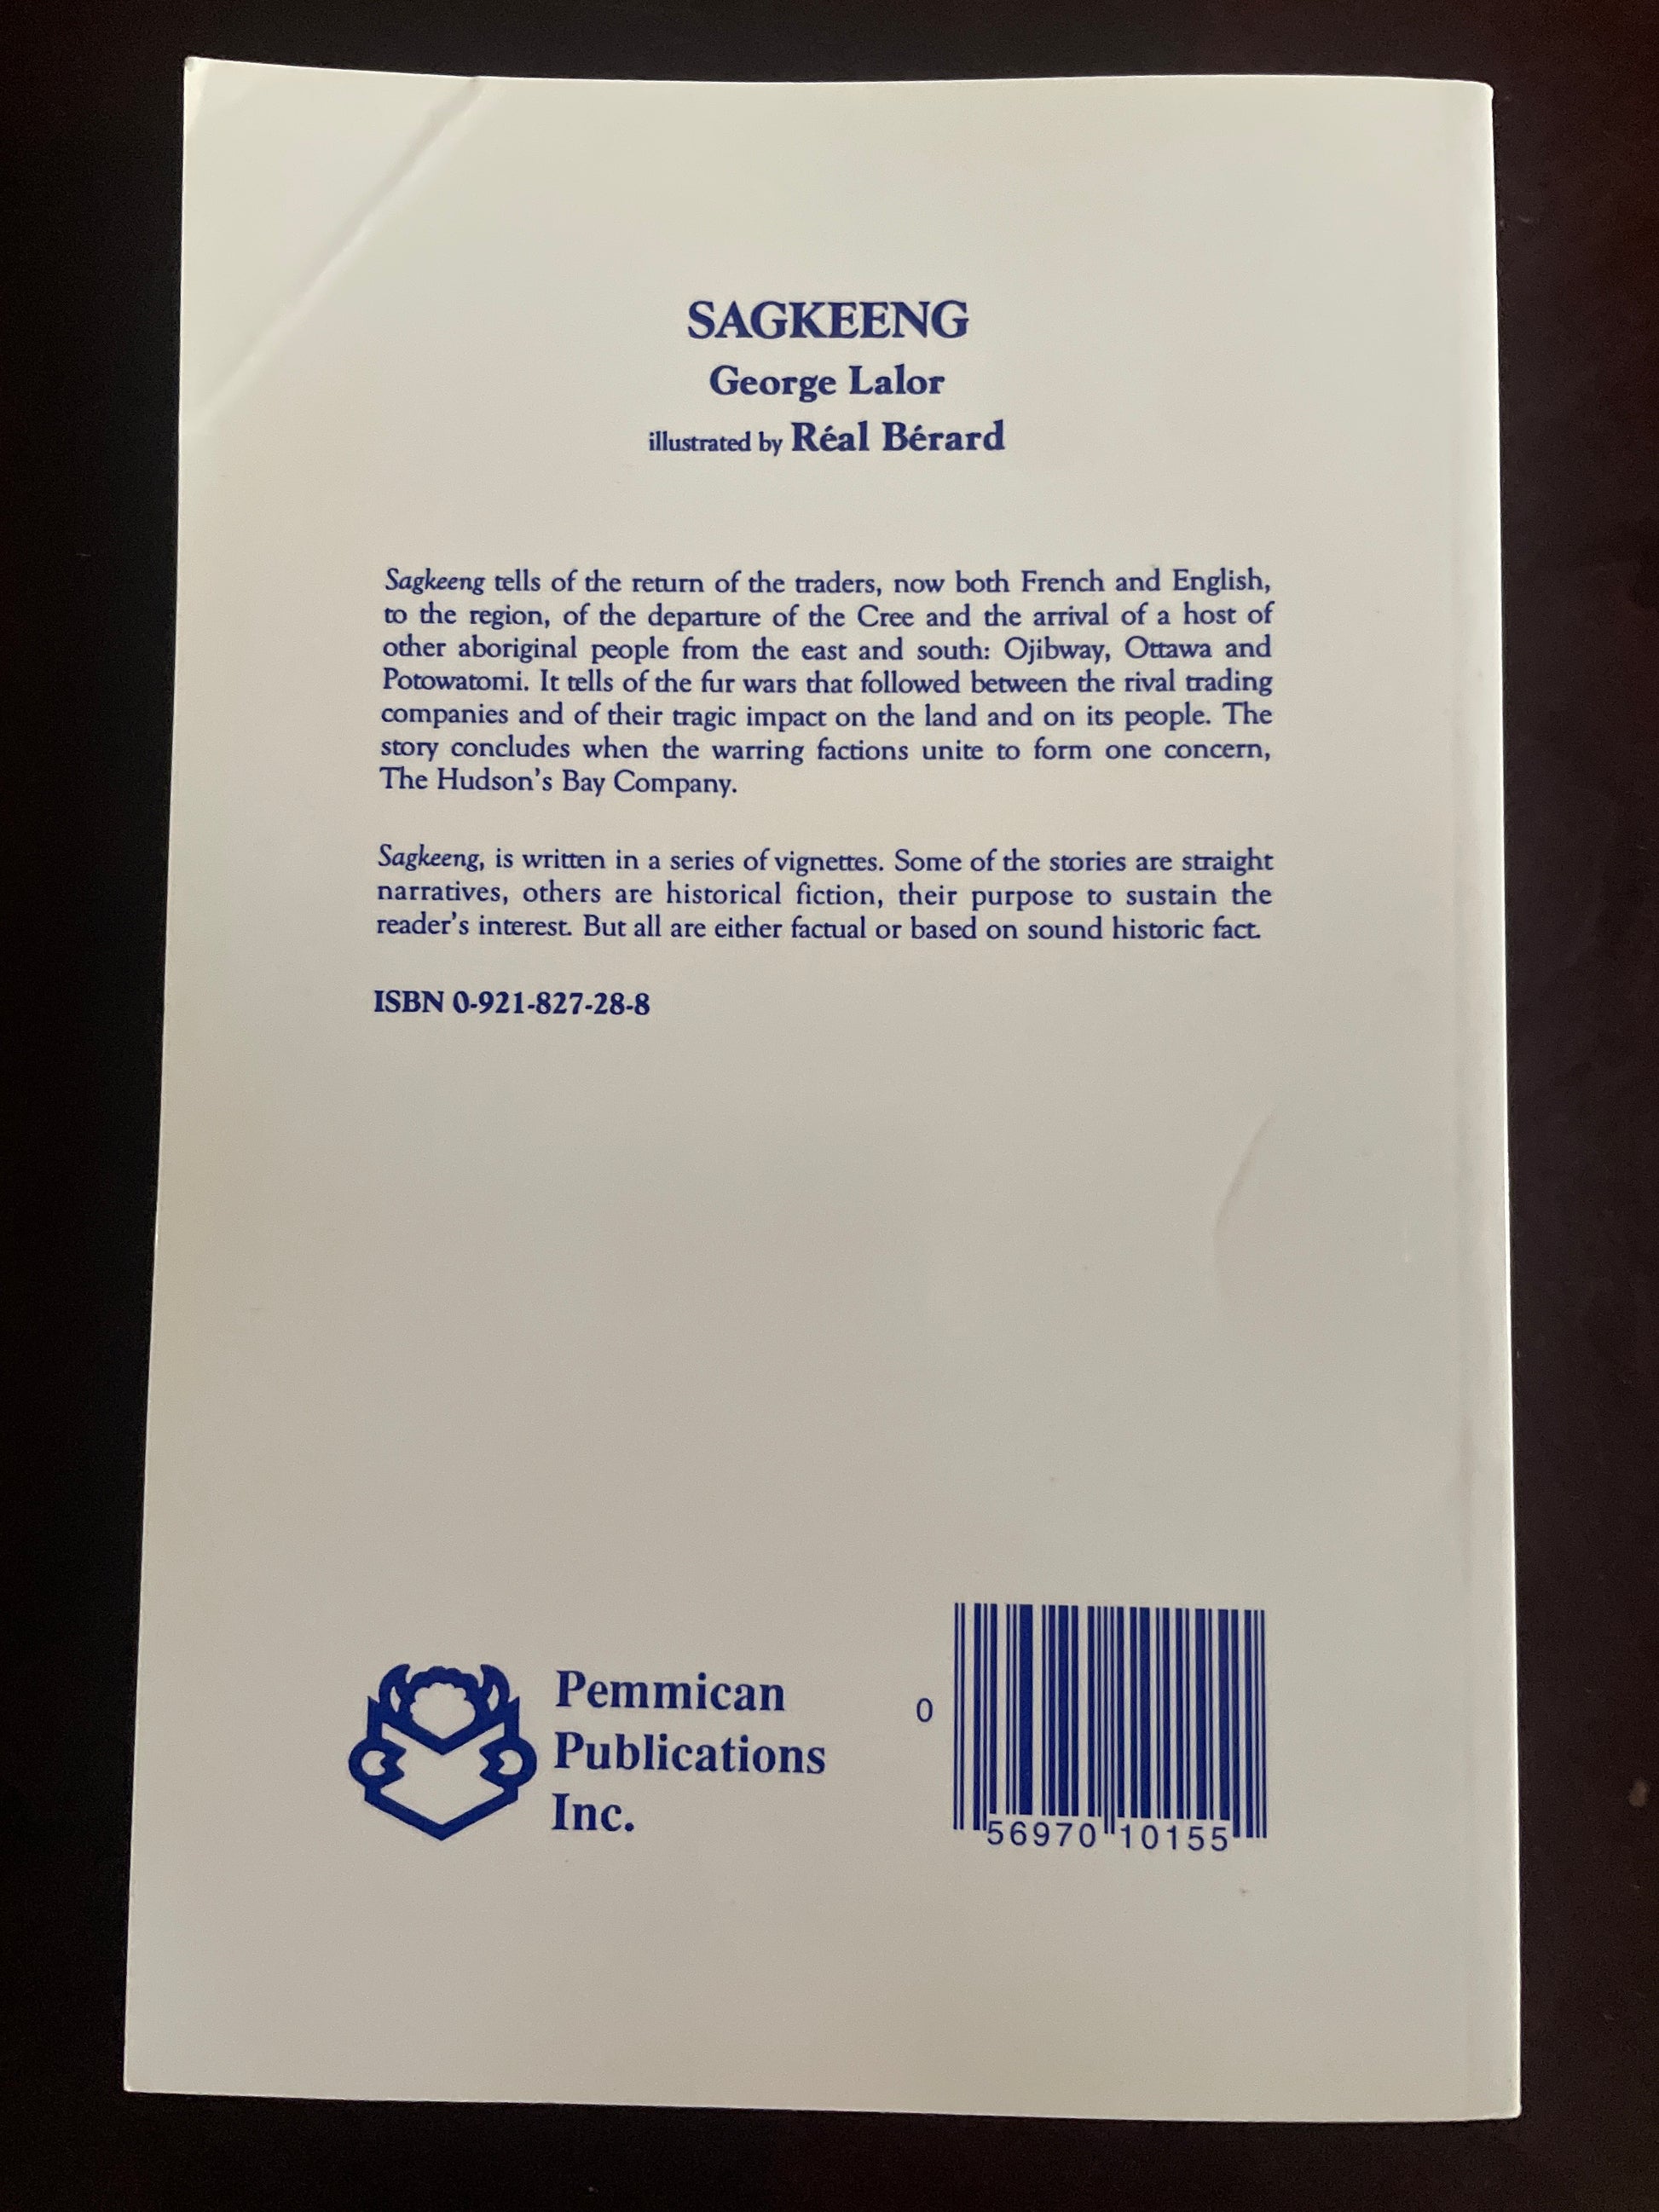 SAGKEENG
George Lalor
illustrated by Réal Bérard
Sagkeeng tells of the return of the traders, now both French and English,
to the region, of the departure of the Cree and the arrival of a host of
other aboriginal people from the east and south: Ojibway, Ottawa and
Potowatomi. It tells of the fur wars that followed between the rival trading
companies and of their tragic impact on the land and on its people. The
story concludes when the warring factions unite to form one concern,
The Hudson's Bay Company.
Sagkeeng, is written in a series of vignettes. Some of the stories are straight
narratives, others are historical fiction, their purpose to sustain the
reader's interest. But all are either factual or based on sound historic fact.
ISBN 0-921-827-28-8
Pemmican
Publications
Inc.
0 56970 10155